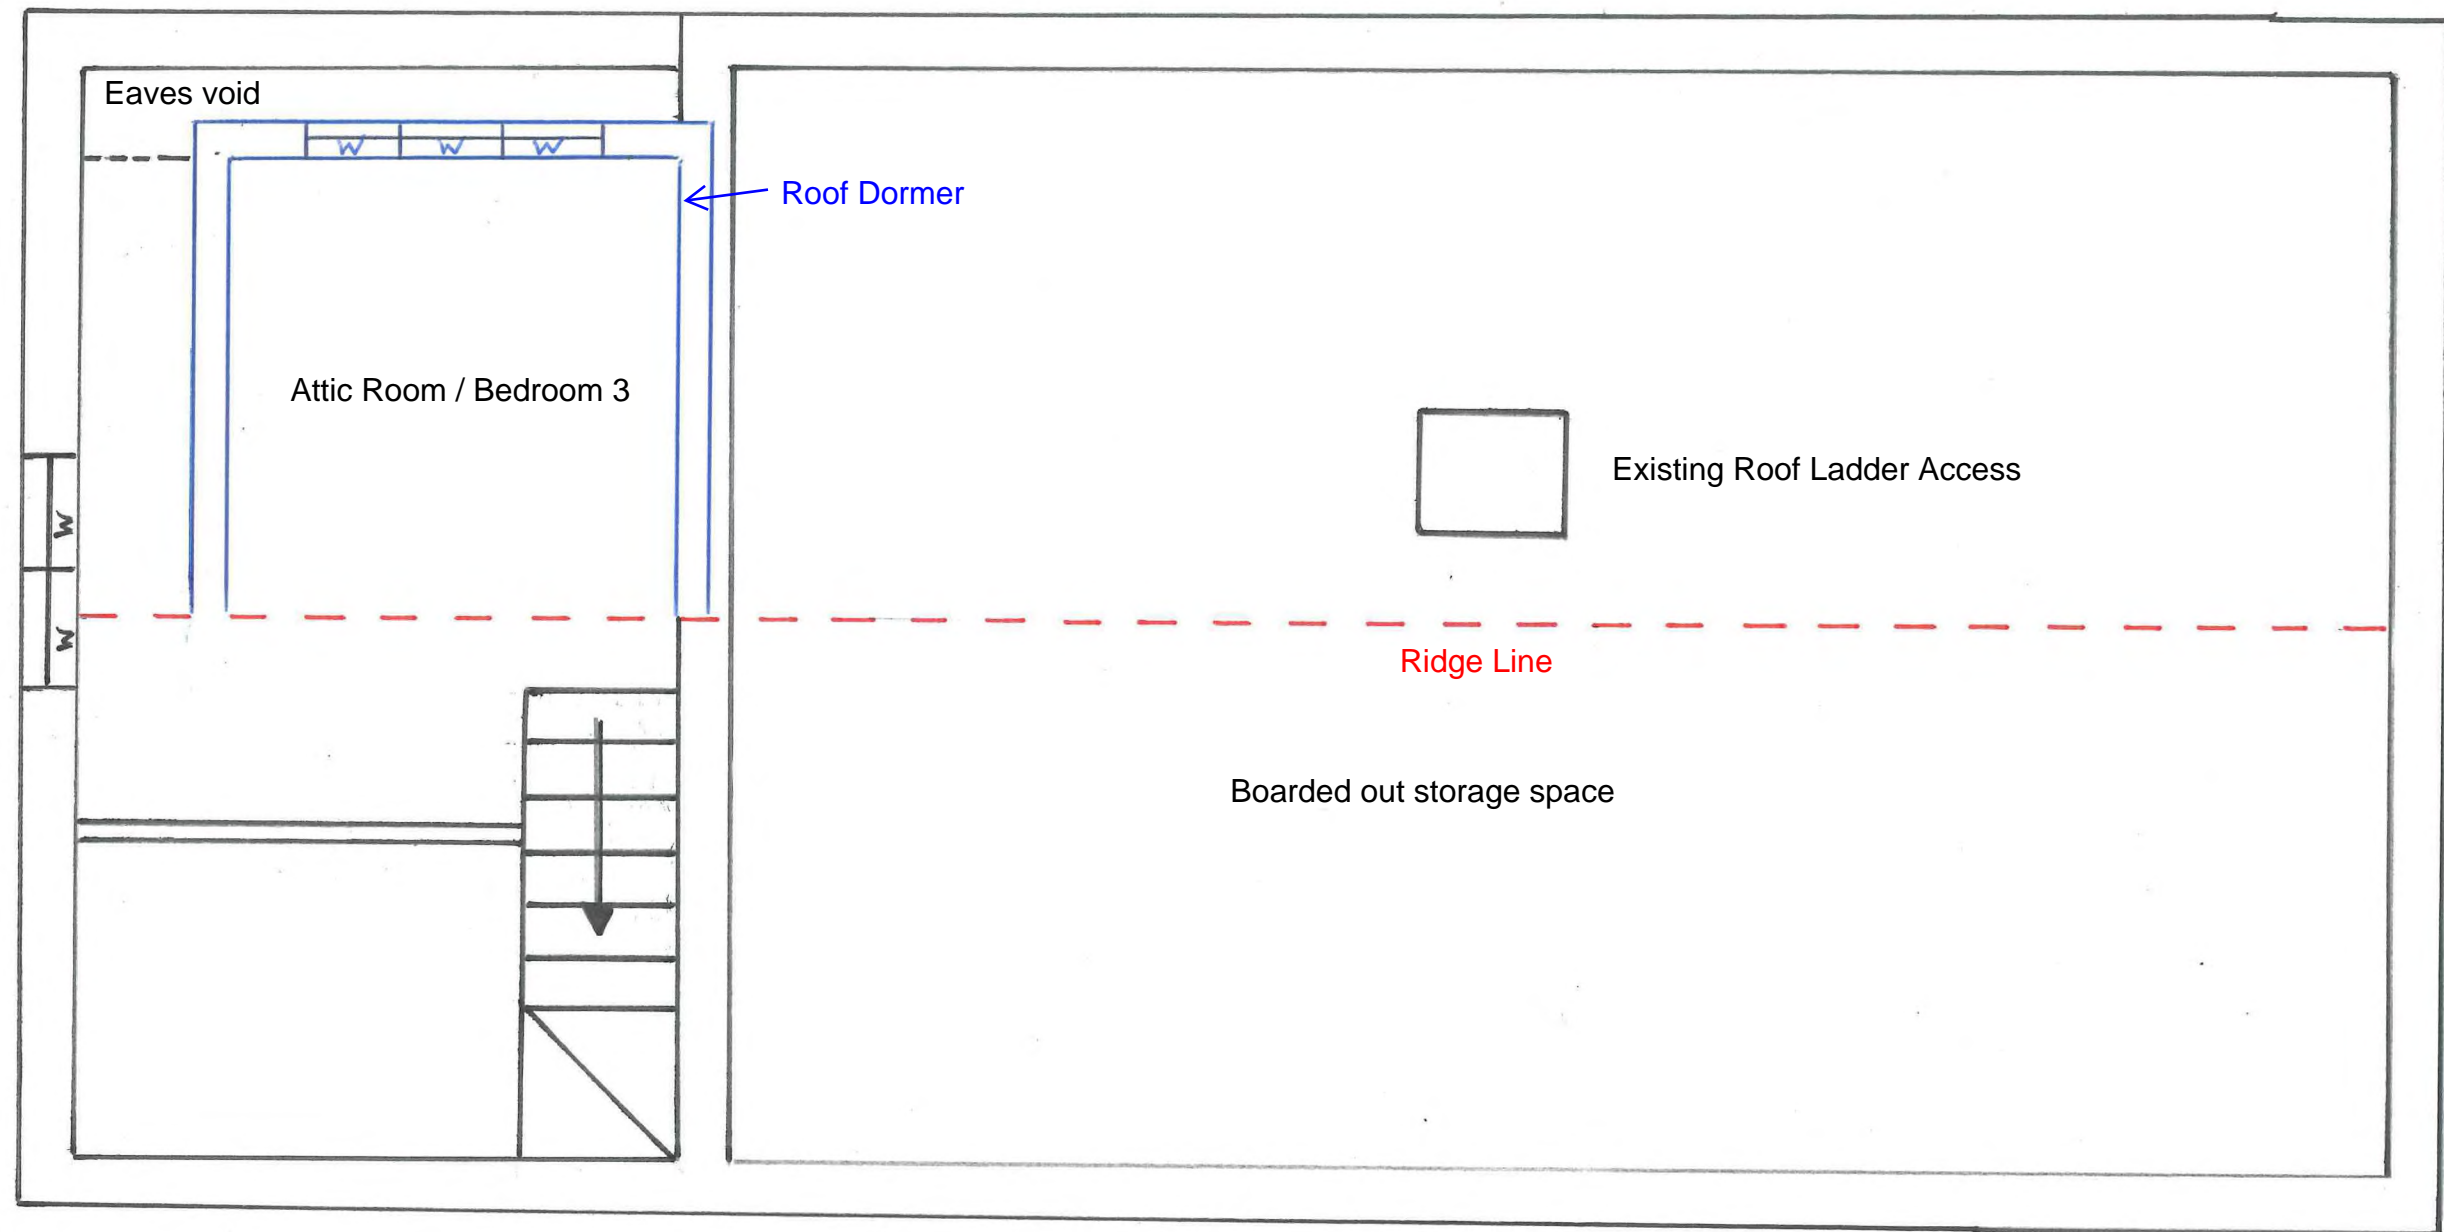 Eaves void
W W W
Roof Dormer
Attic Room / Bedroom 3
Existing Roof Ladder Access
W
W
Ridge Line
Boarded out storage space